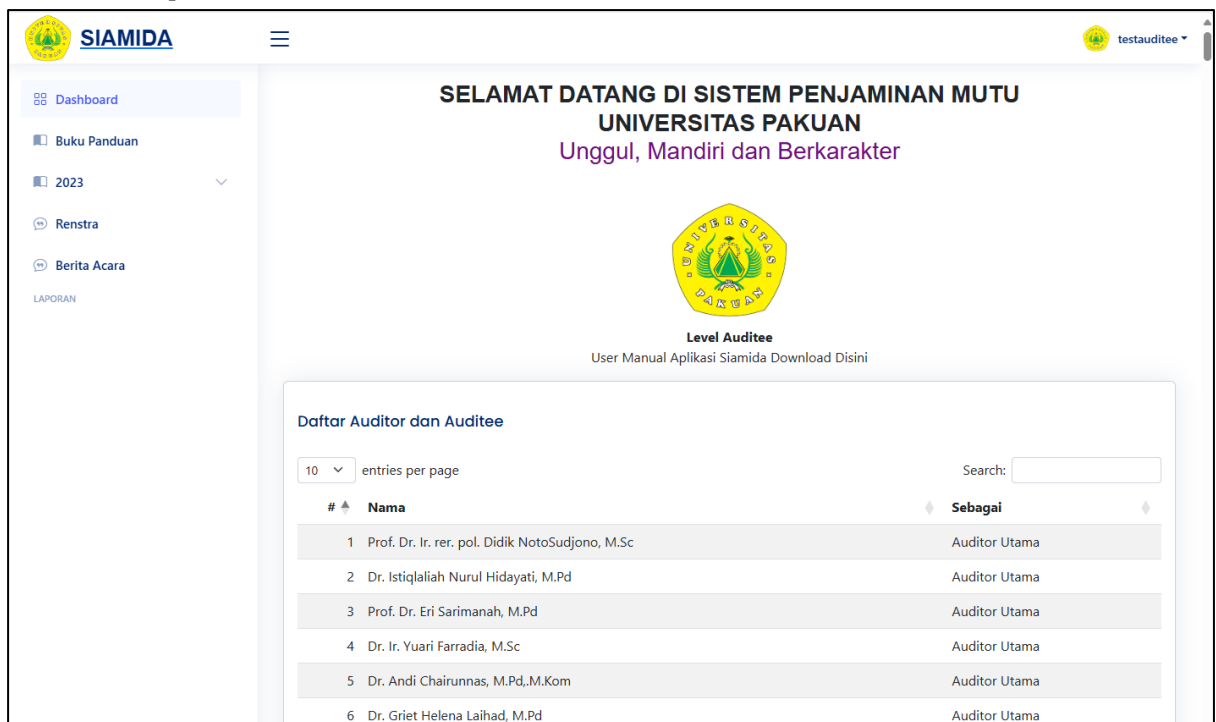 SIAMIDA
testauditee
Dashboard
Buku Panduan
2023
Renstra
Berita Acara
LAPORAN
SELAMAT DATANG DI SISTEM PENJAMINAN MUTU
UNIVERSITAS PAKUAN
Unggul, Mandiri dan Berkarakter
UNIVERSITAS
PAKUAN
Level Auditee
User Manual Aplikasi Siamida Download Disini
Daftar Auditor dan Auditee
10 entries per page Search:
# Nama Sebagai
1 Prof. Dr. Ir. rer. pol. Didik NotoSudjono, M.Sc Auditor Utama
2 Dr. Istiqlaliah Nurul Hidayati, M.Pd Auditor Utama
3 Prof. Dr. Eri Sarimanah, M.Pd Auditor Utama
4 Dr. Ir. Yuari Farradia, M.Sc Auditor Utama
5 Dr. Andi Chairunnas, M.Pd,.M.Kom Auditor Utama
6 Dr. Griet Helena Laihad, M.Pd Auditor Utama